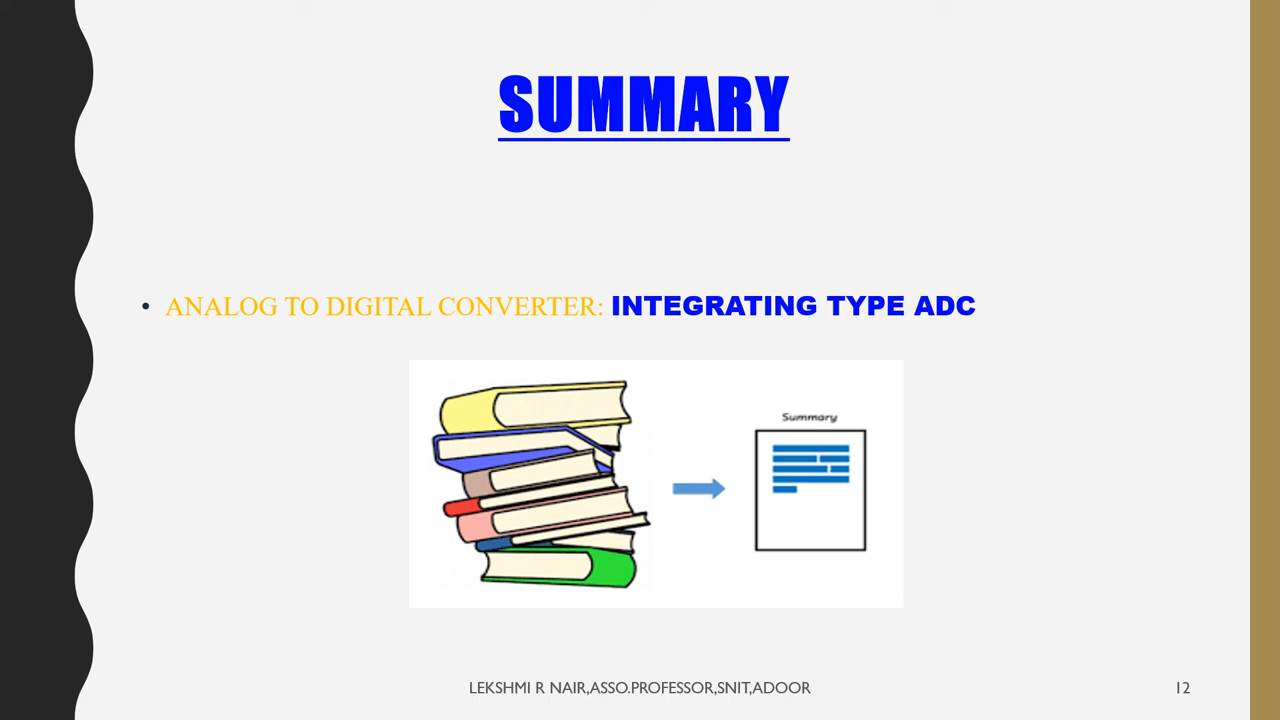 SUMMARY
• ANALOG TO DIGITAL CONVERTER: INTEGRATING TYPE ADC
Summary
LEKSHMI R NAIR,ASSO.PROFESSOR,SNIT,ADOOR
12